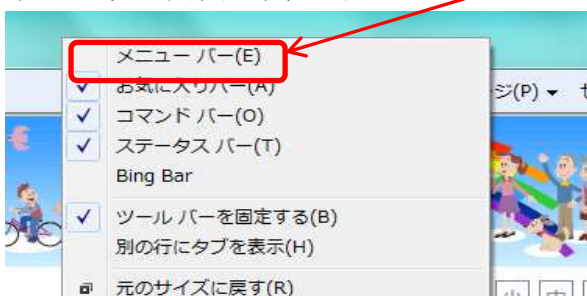 メニュー バー(E)
お気に入りバー(A)
ジ(P)
コマンド バー(O)
ステータス バー(T)
Bing Bar
ツール バーを固定する(B)
別の行にタブを表示(H)
元のサイズに戻す(R)